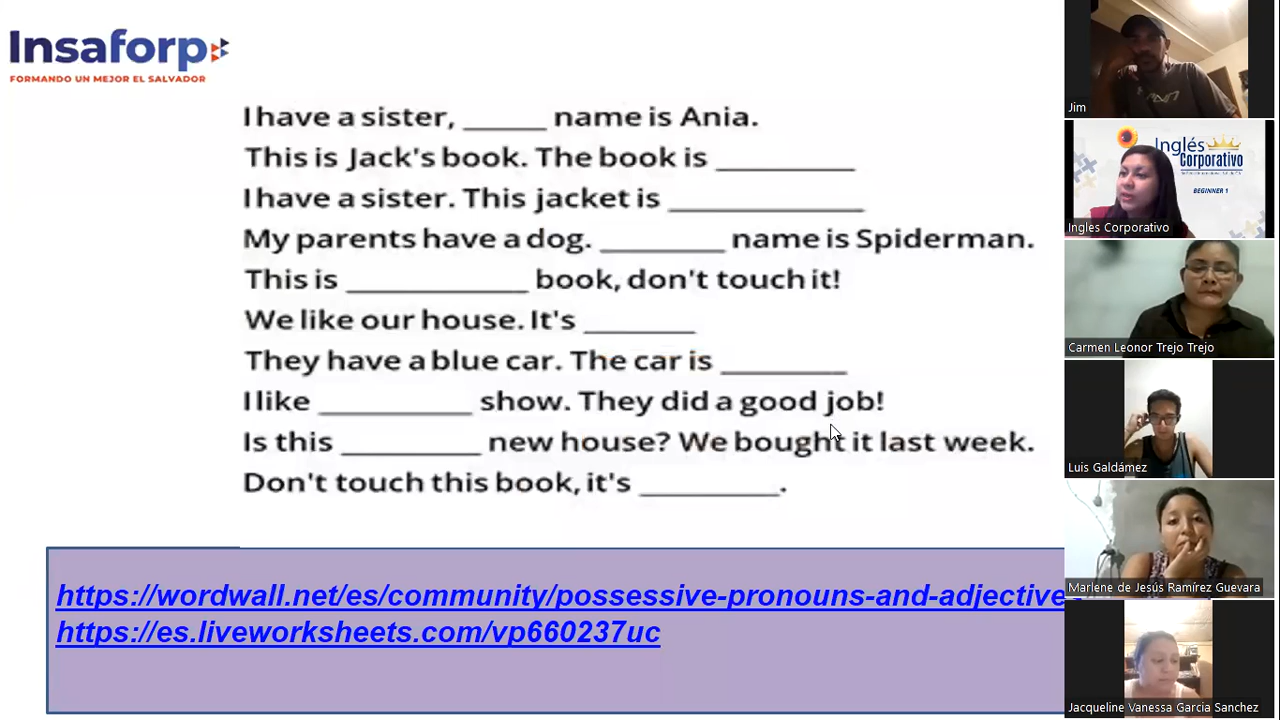 Insaforp
FORMANDO UN MEJOR EL SALVADOR
I have a sister, ______ name is Ania.
This is Jack's book. The book is __________
I have a sister. This jacket is ______________
My parents have a dog. _________ name is Spiderman.
This is _____________ book, don't touch it!
We like our house. It's ________
They have a blue car. The car is _________
I like ___________ show. They did a good job!
Is this __________ new house? We bought it last week.
Don't touch this book, it's __________.
https://wordwall.net/es/community/possessive-pronouns-and-adjective
https://es.liveworksheets.com/vp660237uc
Jim
Inglés
Corporativo
BEGINNER 1
Ingles Corporativo
Carmen Leonor Trejo Trejo
Luis Galdámez
Marlene de Jesús Ramírez Guevara
Jacqueline Vanessa Garcia Sanchez